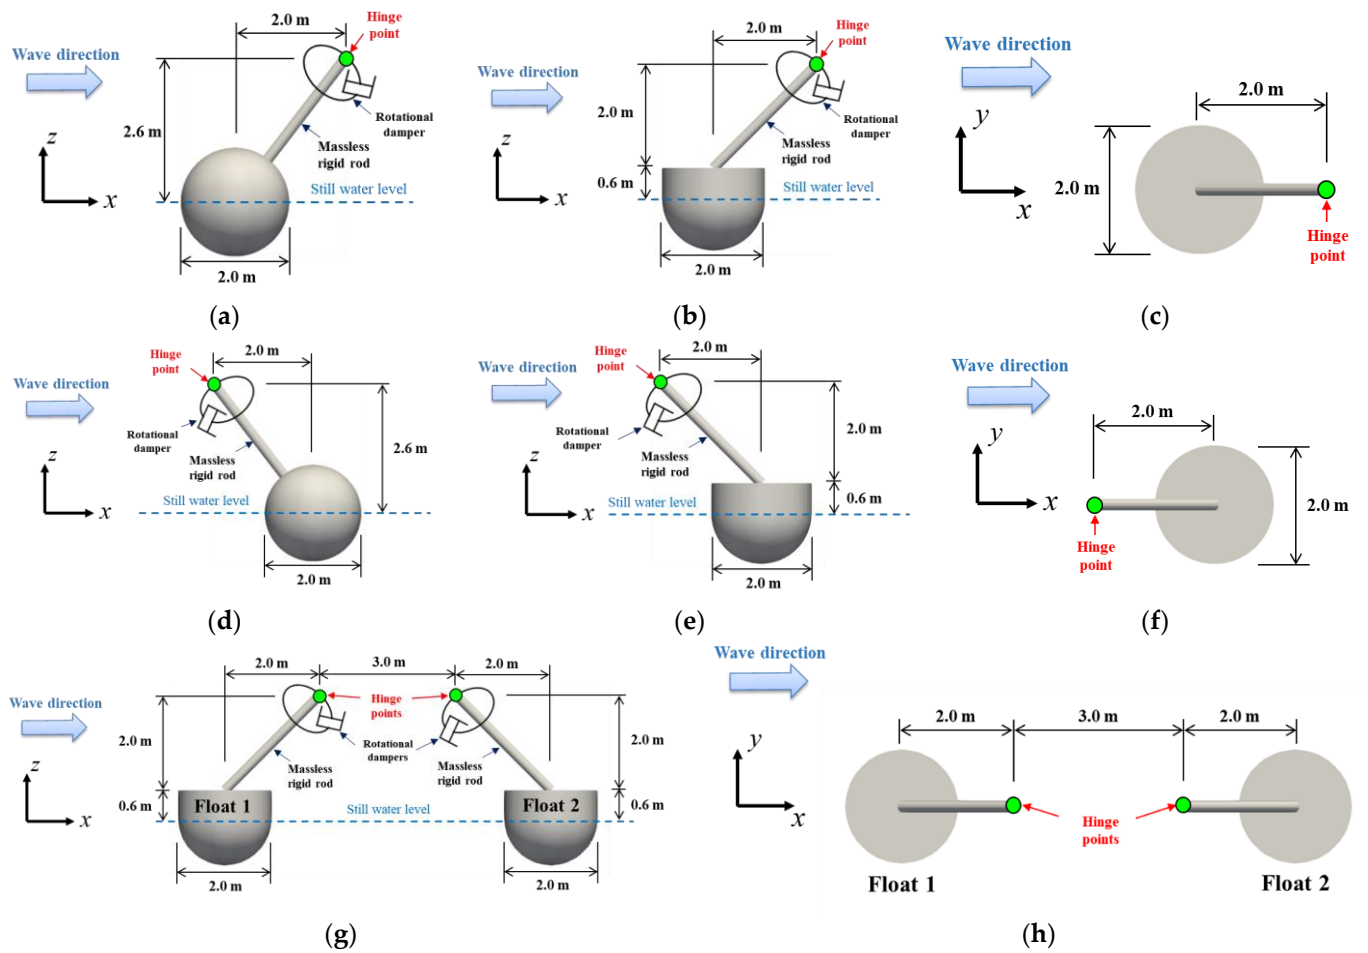 2.0 m
Hinge
point
Wave direction
Rotational
damper
2.6 m
z
Massless
rigid rod
Still water level
x
2.0 m
(a)
2.0 m
Hinge
point
Wave direction
2.0 m
Rotational
damper
z
Massless
rigid rod
0.6 m
Still water level
x
2.0 m
(b)
Wave direction
2.0 m
y
2.0 m
x
Hinge
point
(c)
Hinge
point
2.0 m
Wave direction
Rotational
damper
2.6 m
z
Massless
rigid rod
Still water level
x
2.0 m
(d)
Hinge
point
2.0 m
Wave direction
Rotational
damper
2.0 m
z
Massless
rigid rod
Still water level
0.6 m
x
2.0 m
(e)
Wave direction
2.0 m
y
x
2.0 m
Hinge
point
(f)
2.0 m
3.0 m
2.0 m
Wave direction
Hinge
points
2.0 m
Rotational
dampers
2.0 m
z
Massless
rigid rod
Massless
rigid rod
0.6 m
Float 1
Still water level
Float 2
0.6 m
x
2.0 m
2.0 m
(g)
Wave direction
2.0 m
3.0 m
2.0 m
y
x
Hinge
points
Float 1
Float 2
(h)